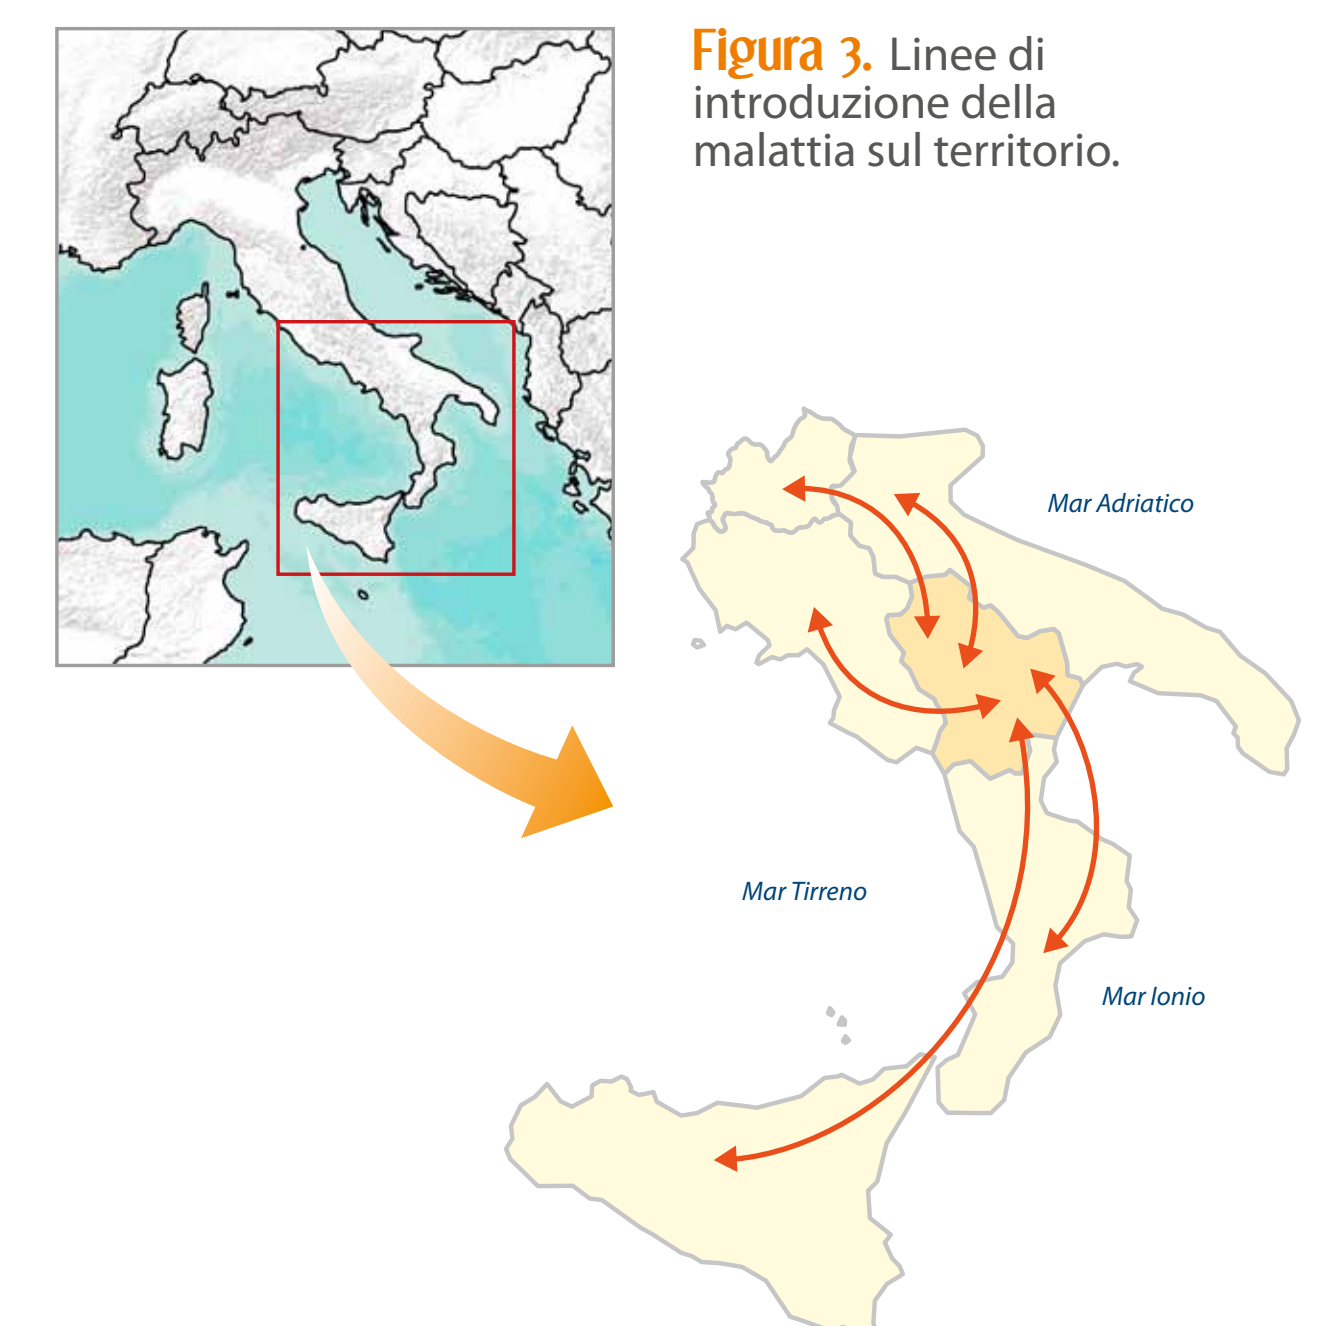 Figura 3. Linee di
introduzione della
malattia sul territorio.
Mar Adriatico
Mar Tirreno
Mar Ionio